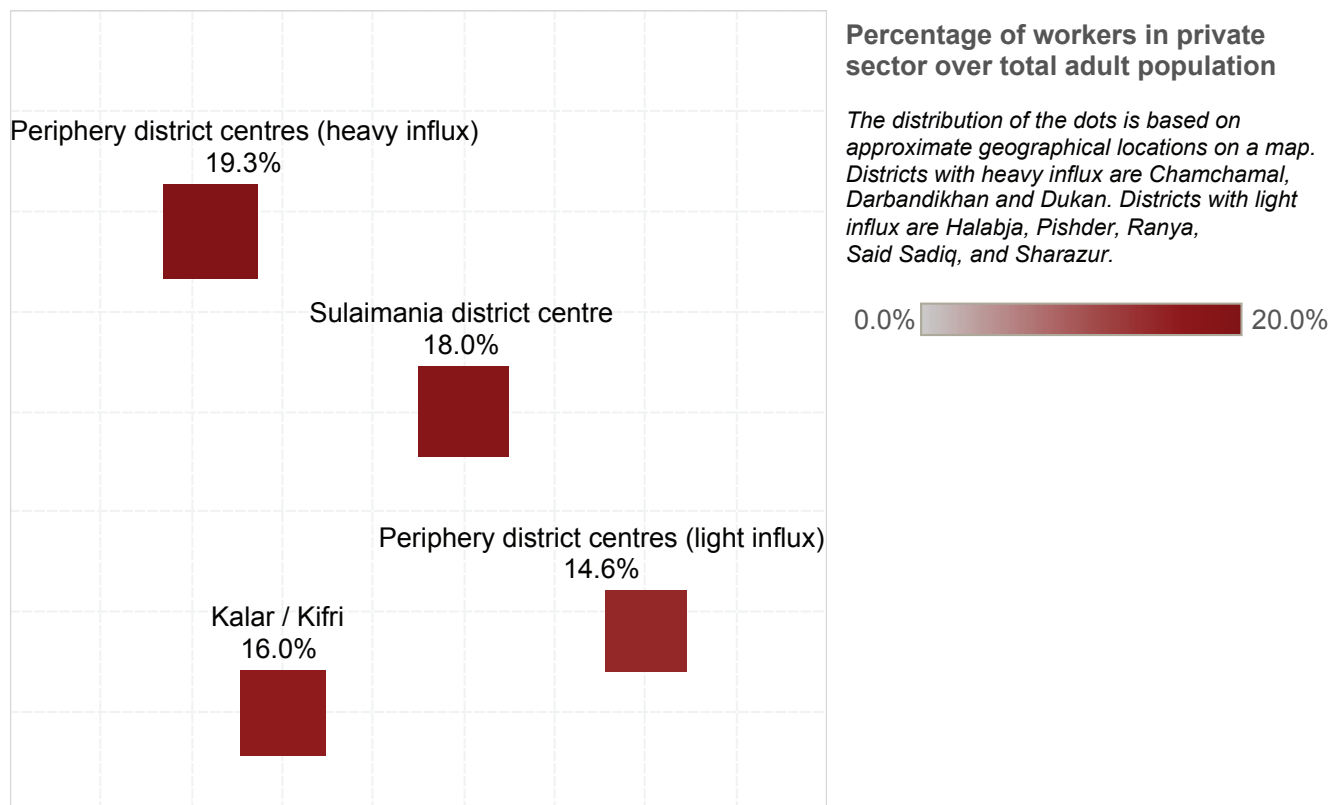 Periphery district centres (heavy influx)
19.3%
Sulaimania district centre
18.0%
Periphery district centres (light influx)
14.6%
Kalar / Kifri
16.0%
Percentage of workers in private
sector over total adult population
The distribution of the dots is based on
approximate geographical locations on a map.
Districts with heavy influx are Chamchamal,
Darbandikhan and Dukan. Districts with light
influx are Halabja, Pishder, Ranya,
Said Sadiq, and Sharazur.
0.0% 20.0%